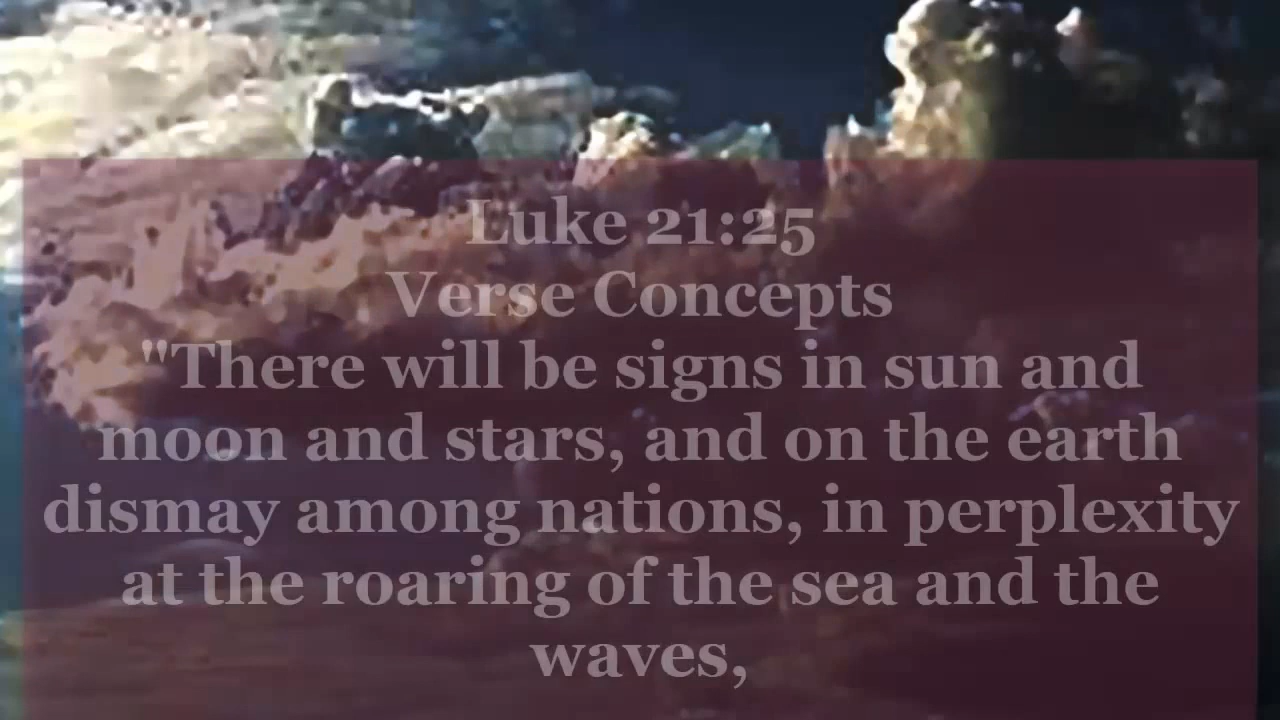 Luke 21:25
Verse Concepts
"There will be signs in sun and
moon and stars, and on the earth
dismay among nations, in perplexity
at the roaring of the sea and the
waves,